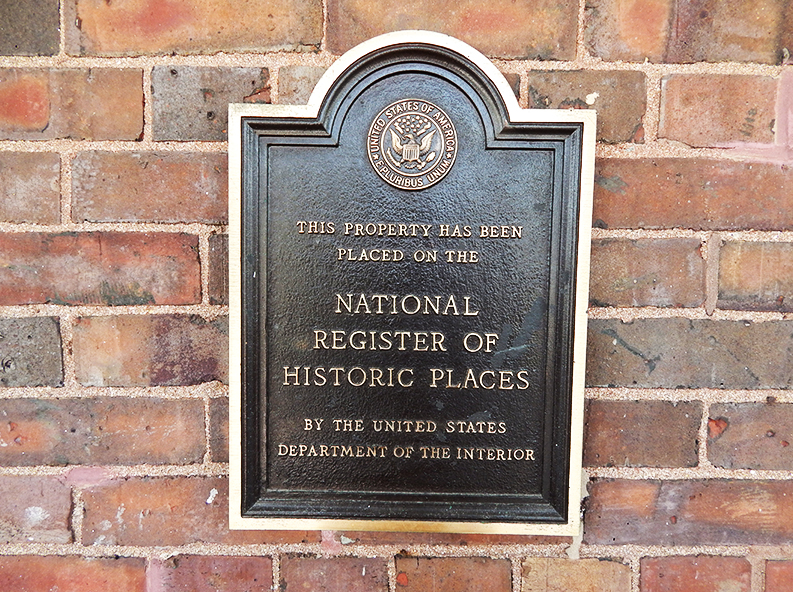 UNITED STATES OF AMERICA
E PLURIBUS UNUM
THIS PROPERTY HAS BEEN
PLACED ON THE
NATIONAL
REGISTER OF
HISTORIC PLACES
BY THE UNITED STATES
DEPARTMENT OF THE INTERIOR